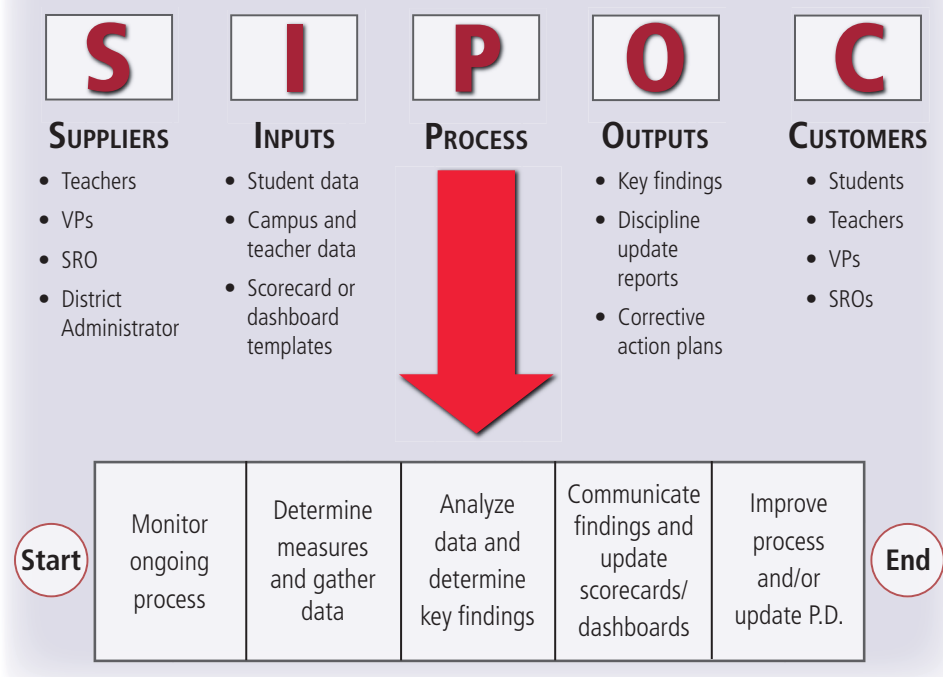 S I P O C
SUPPLIERS
• Teachers
• VPs
• SRO
• District
Administrator
INPUTS
• Student data
• Campus and
teacher data
• Scorecard or
dashboard
templates
PROCESS
OUTPUTS
• Key findings
• Discipline
update
reports
• Corrective
action plans
CUSTOMERS
• Students
• Teachers
• VPs
• SROs
Start
Monitor
ongoing
process
Determine
measures
and gather
data
Analyze
data and
determine
key findings
Communicate
findings and
update
scorecards/
dashboards
Improve
process
and/or
update P.D.
End